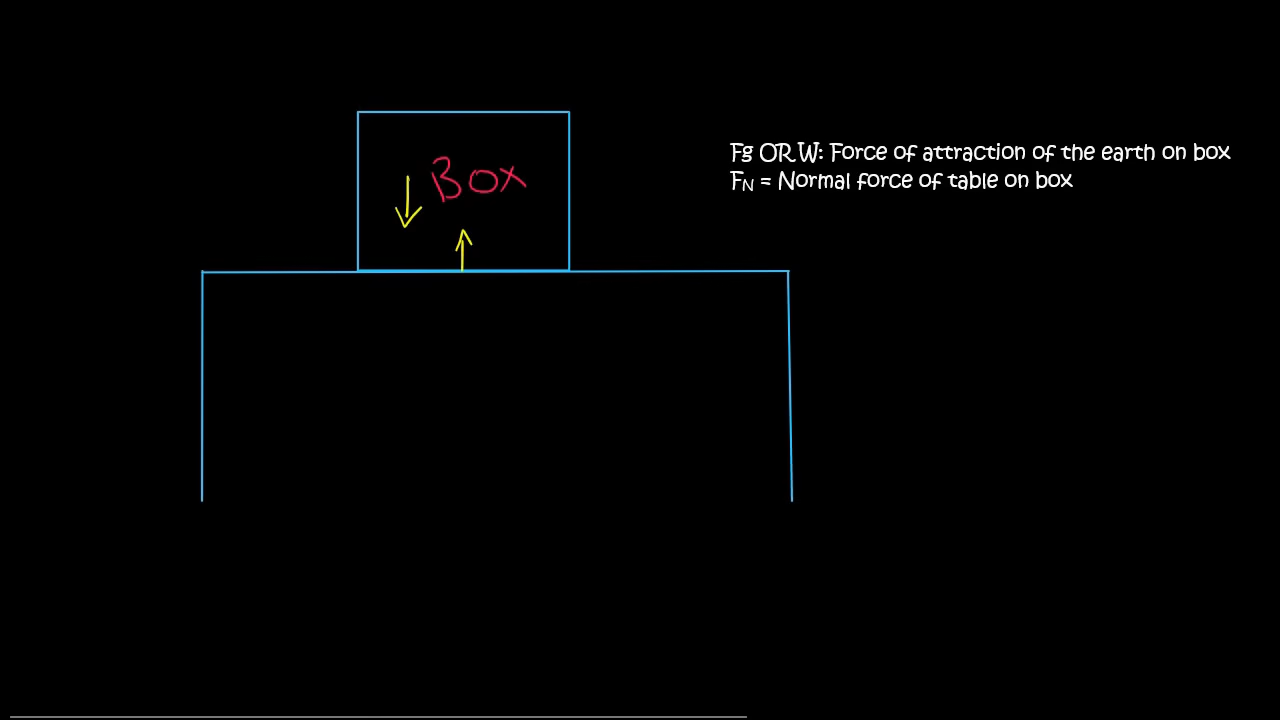 Box
Fg OR W: Force of attraction of the earth on box
FN = Normal force of table on box